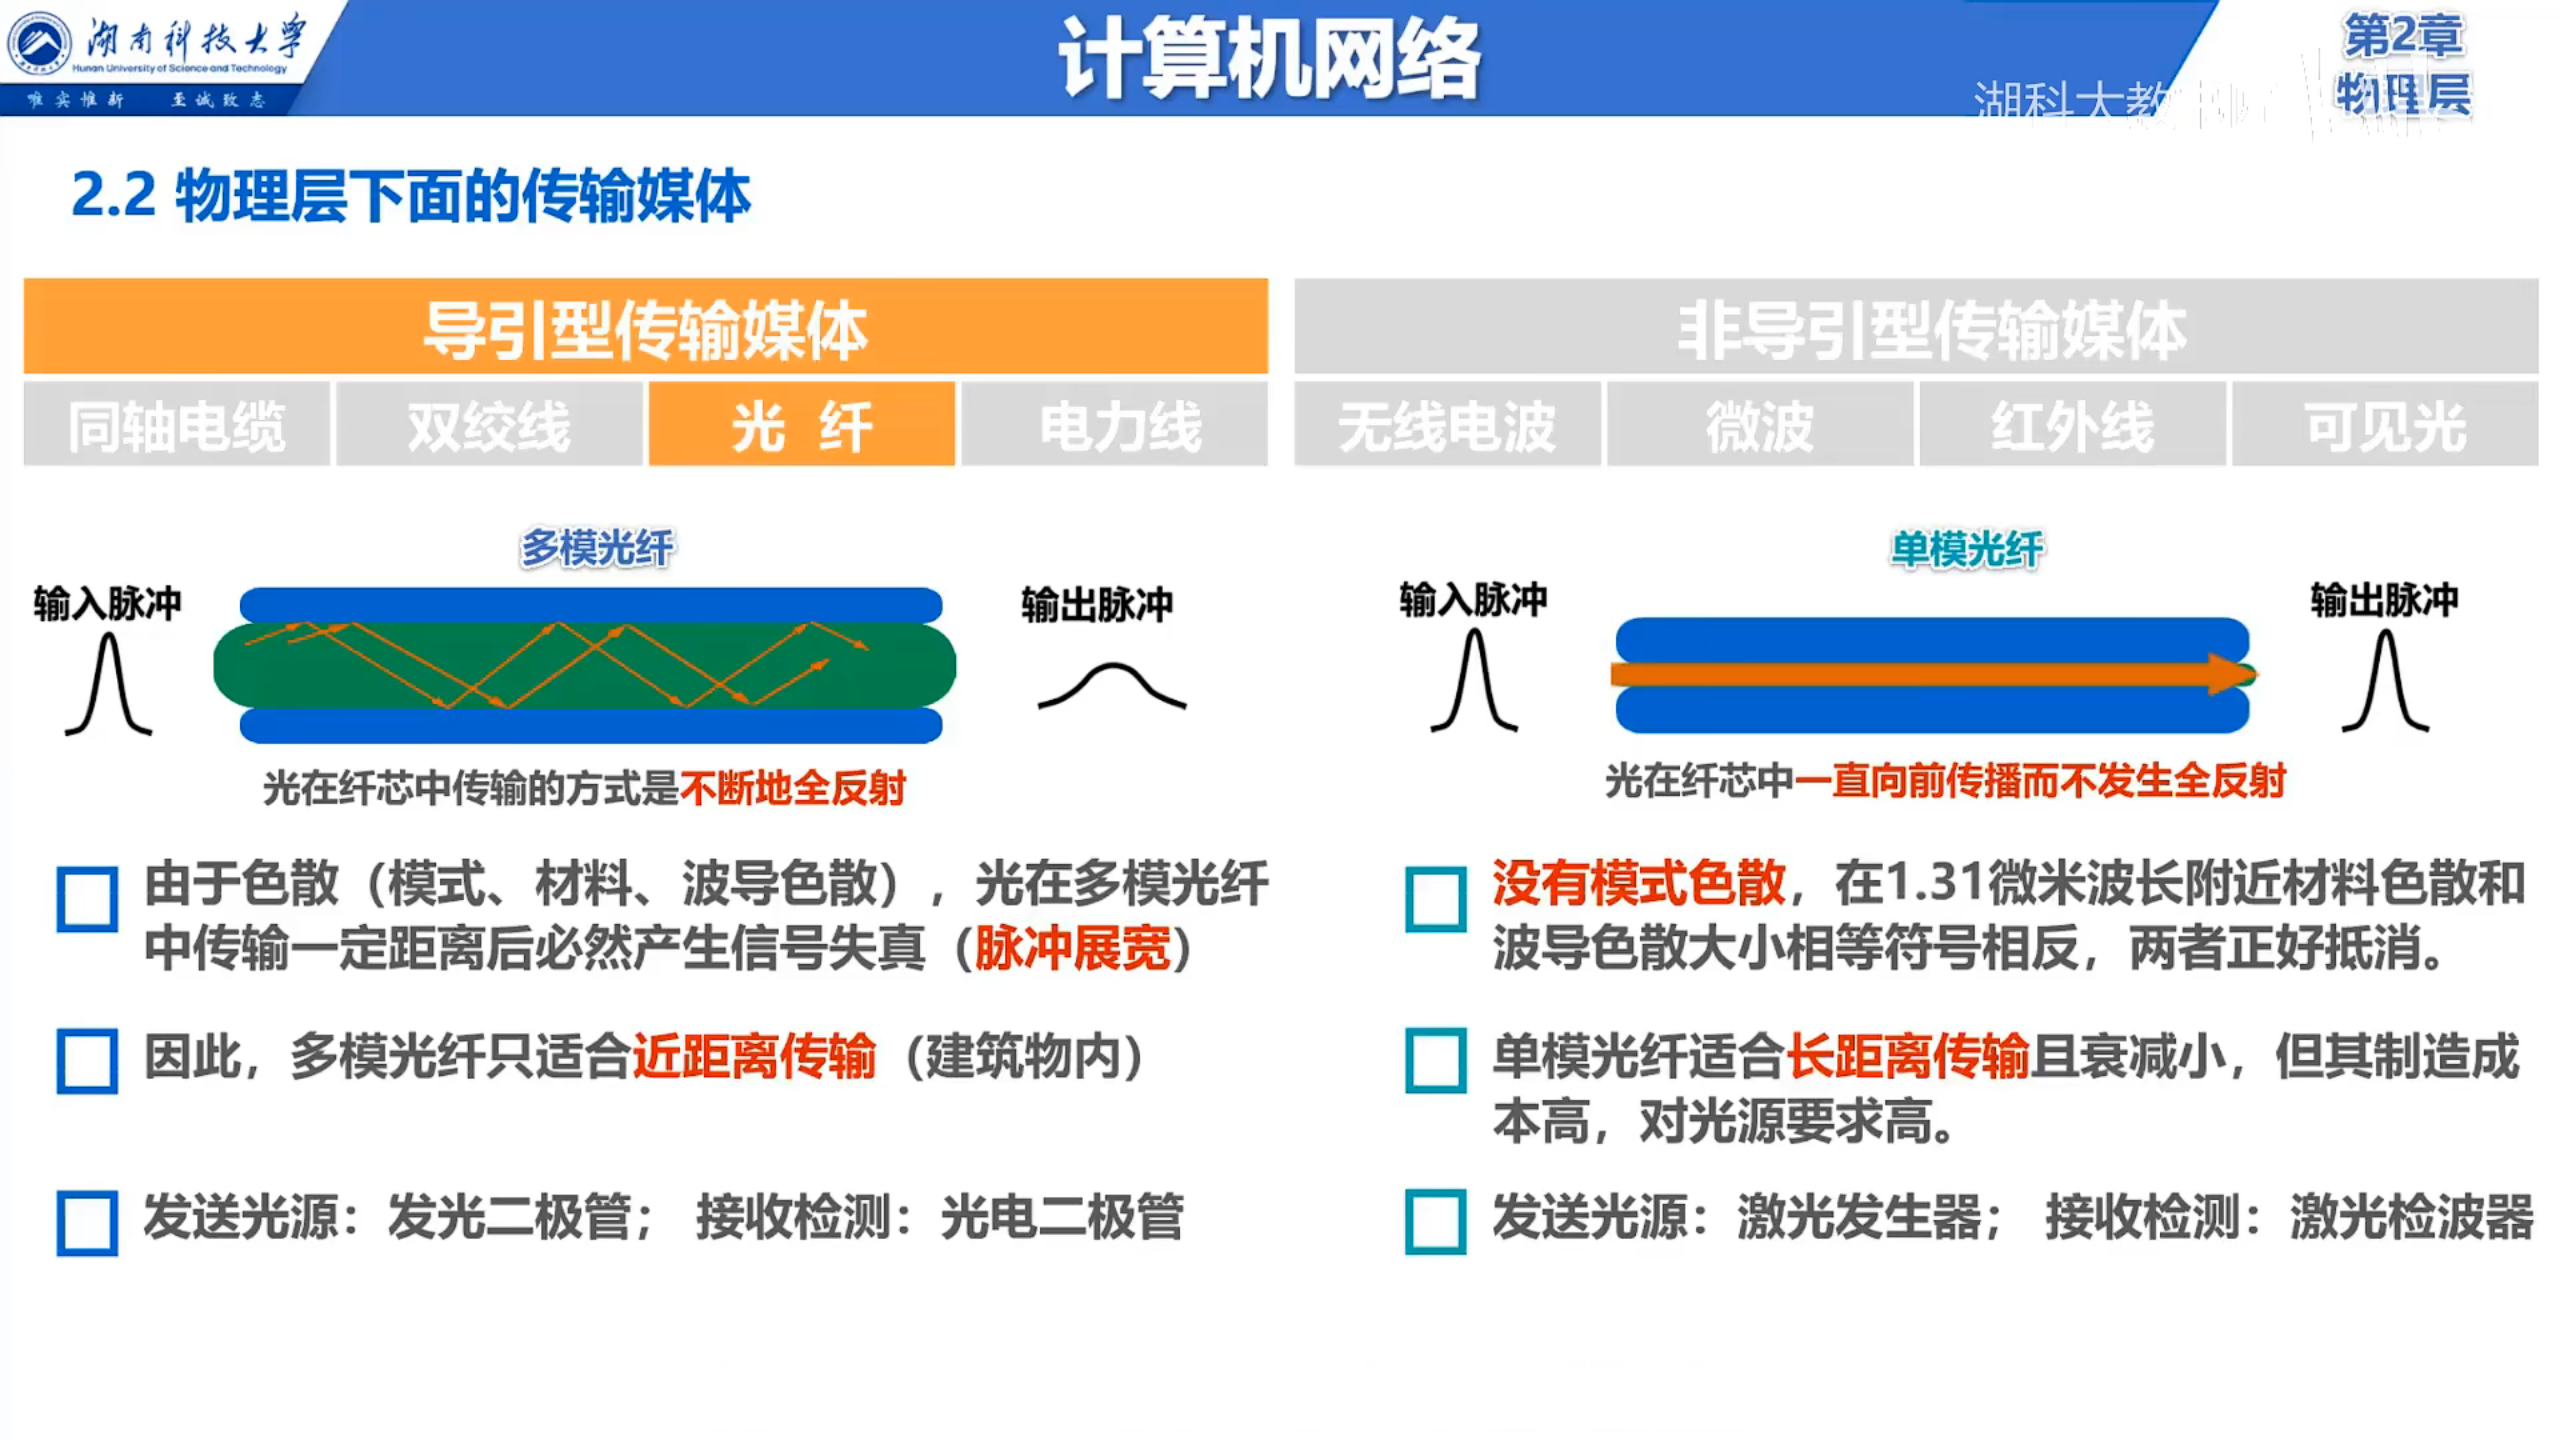 湖南科技大学
Hunan University of Science and Technology
唯实惟新 至诚致志
计算机网络
第2章
物理层
湖科大教
2.2 物理层下面的传输媒体
导引型传输媒体
非导引型传输媒体
同轴电缆
双绞线
光 纤
电力线
无线电波
微波
红外线
可见光
多模光纤
输入脉冲
输出脉冲
光在纤芯中传输的方式是不断地全反射
由于色散（模式、材料、波导色散），光在多模光纤
中传输一定距离后必然产生信号失真（脉冲展宽）
因此，多模光纤只适合近距离传输（建筑物内）
发送光源：发光二极管； 接收检测：光电二极管
单模光纤
输入脉冲
输出脉冲
光在纤芯中一直向前传播而不发生全反射
没有模式色散，在1.31微米波长附近材料色散和
波导色散大小相等符号相反，两者正好抵消。
单模光纤适合长距离传输且衰减小，但其制造成
本高，对光源要求高。
发送光源：激光发生器； 接收检测：激光检波器